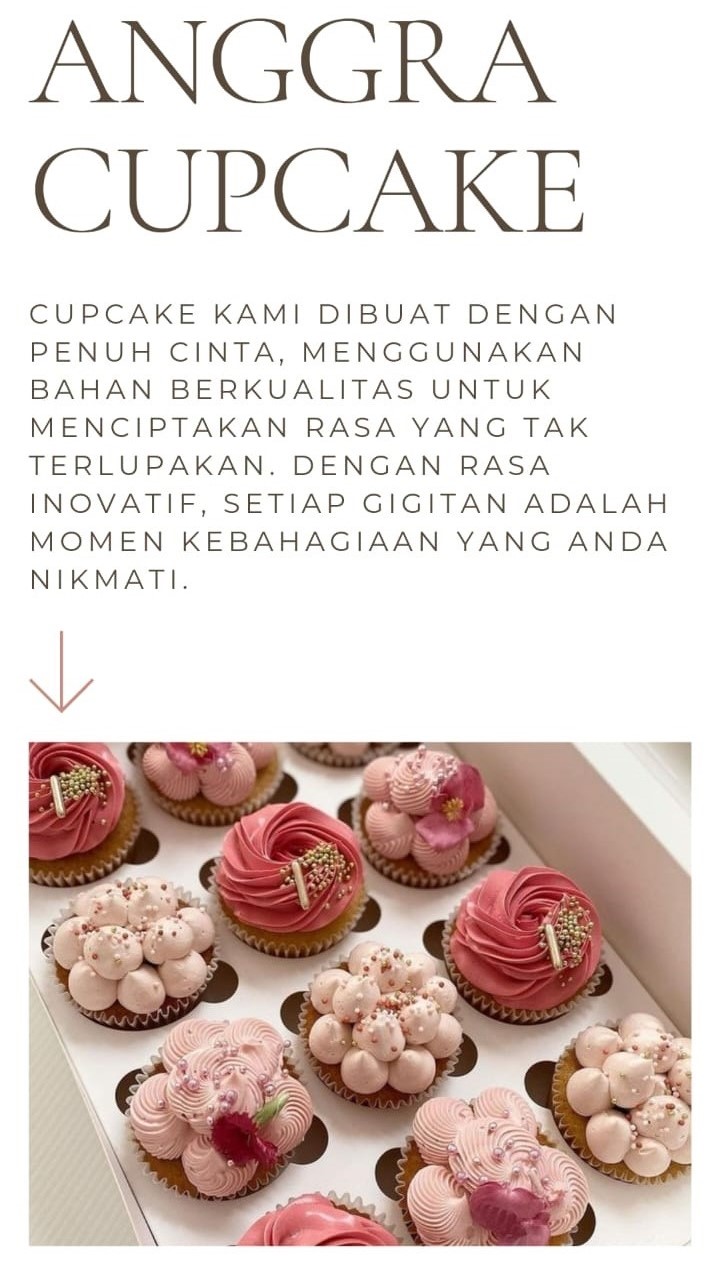 ANGGRA
CUPCAKE
CUPCAKE KAMI DIBUAT DENGAN
PENUH CINTA, MENGGUNAKAN
BAHAN BERKUALITAS UNTUK
MENCIPTAKAN RASA YANG TAK
TERLUPAKAN. DENGAN RASA
INOVATIF, SETIAP GIGITAN ADALAH
MOMEN KEBAHAGIAAN YANG ANDA
NIKMATI.